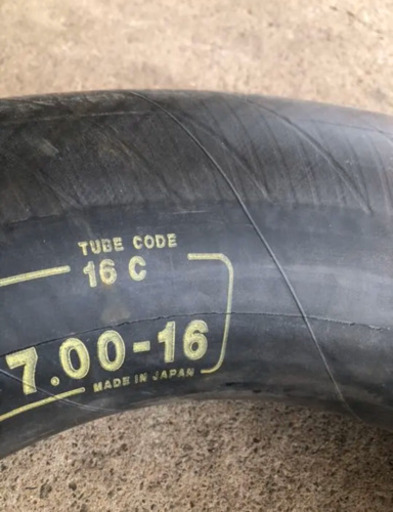 TUBE CODE
16 C
7.00-16
MADE IN JAPAN